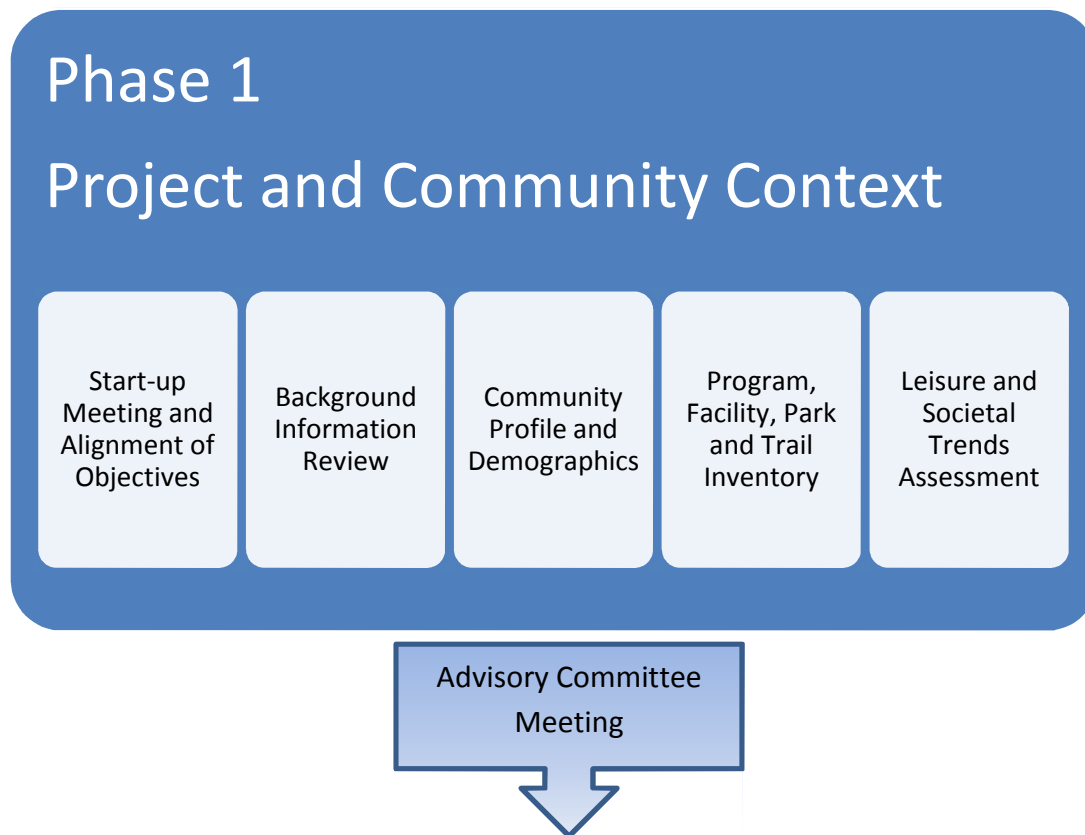 Phase 1
Project and Community Context
Start-up
Meeting and
Alignment of
Objectives
Background
Information
Review
Community
Profile and
Demographics
Program,
Facility, Park
and Trail
Inventory
Leisure and
Societal
Trends
Assessment
Advisory Committee
Meeting